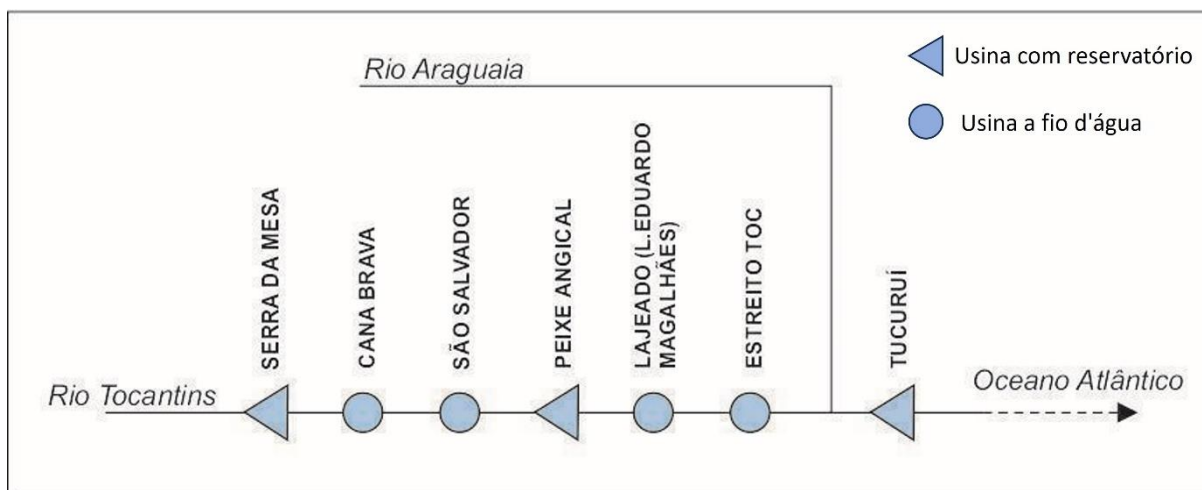 Rio Araguaia
Usina com reservatório
Usina a fio d'água
SERRA DA MESA
CANA BRAVA
SÃO SALVADOR
PEIXE ANGICAL
LAJEADO (L.EDUARDO
MAGALHÃES)
ESTREITO TOC
TUCURUÍ
Rio Tocantins
Oceano Atlântico